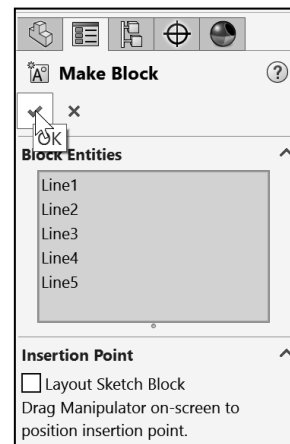 Make Block
?
OK
Block Entities
Line1
Line2
Line3
Line4
Line5
Insertion Point
Layout Sketch Block
Drag Manipulator on-screen to
position insertion point.